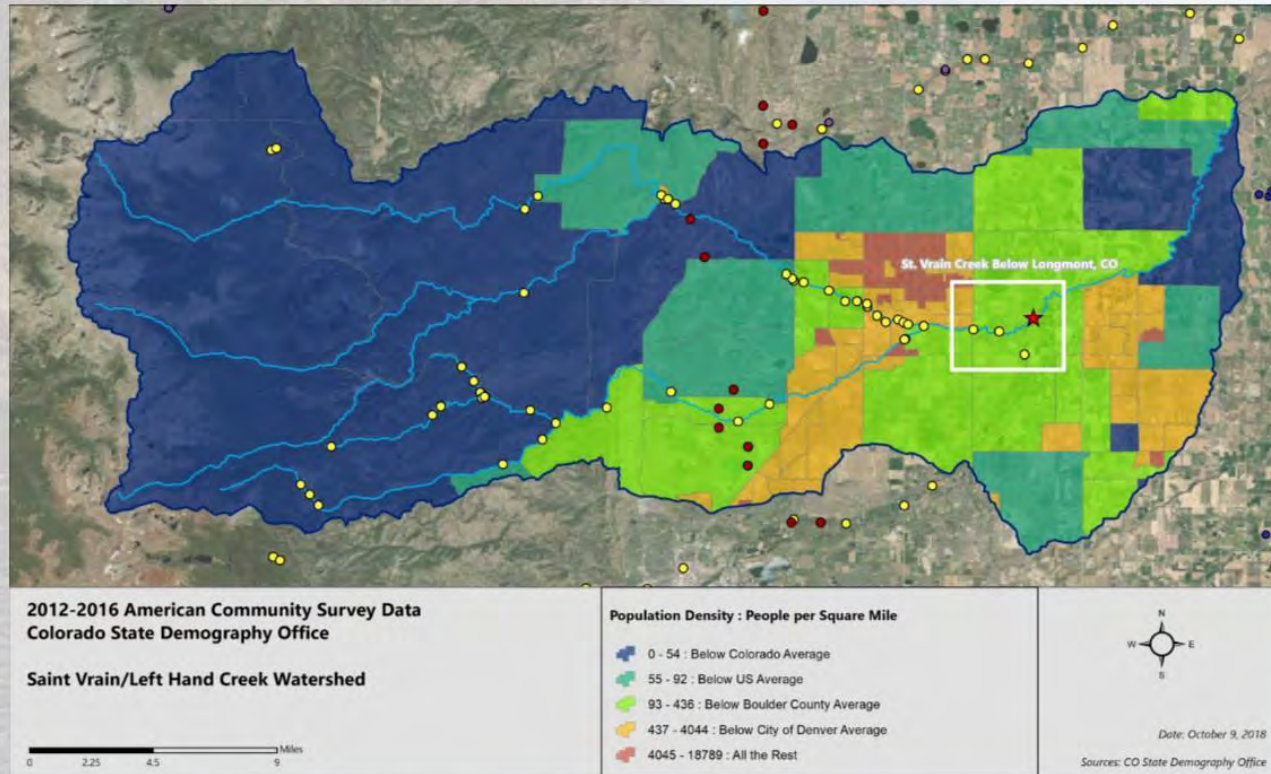 St. Vrain Creek Below Longmont, CO
2012-2016 American Community Survey Data
Colorado State Demography Office
Saint Vrain/Left Hand Creek Watershed
Miles
0 2.25 4.5 9
Population Density : People per Square Mile
0 - 54 : Below Colorado Average
55 - 92 : Below US Average
93 - 436 : Below Boulder County Average
437 - 4044 : Below City of Denver Average
4045 - 18789 : All the Rest
N
W E
S
Date: October 9, 2018
Sources: CO State Demography Office